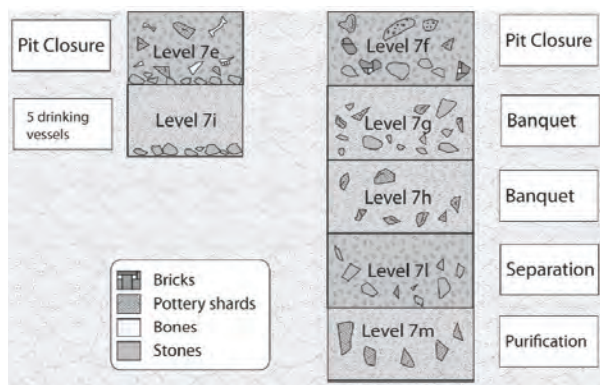 Pit Closure
Level 7e
5 drinking
vessels
Level 7i
Level 7f
Pit Closure
Level 7g
Banquet
Level 7h
Banquet
Level 7l
Separation
Level 7m
Purification
Bricks
Pottery shards
Bones
Stones